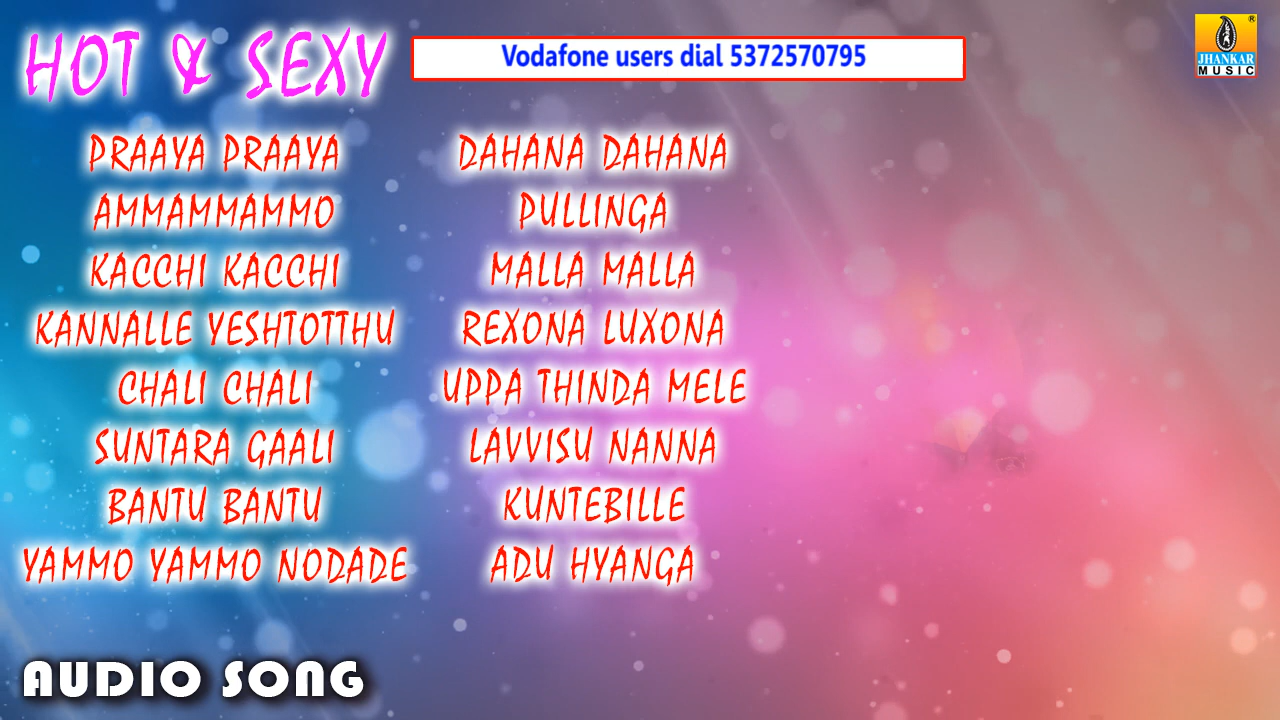 HOT & SEXY
Vodafone users dial 5372570795
JHANKAR
MUSIC
PRAAYA PRAAYA
AMMAMMAMMO
KACCHI KACCHI
KANNALLE YESHTOTTHU
CHALI CHALI
SUNTARA GAALI
BANTU BANTU
YAMMO YAMMO NODADE
DAHANA DAHANA
PULLINGA
MALLA MALLA
REXONA LUXONA
UPPA THINDA MELE
LAVVISU NANNA
KUNTEBILLE
ADU HYANGA
AUDIO SONG